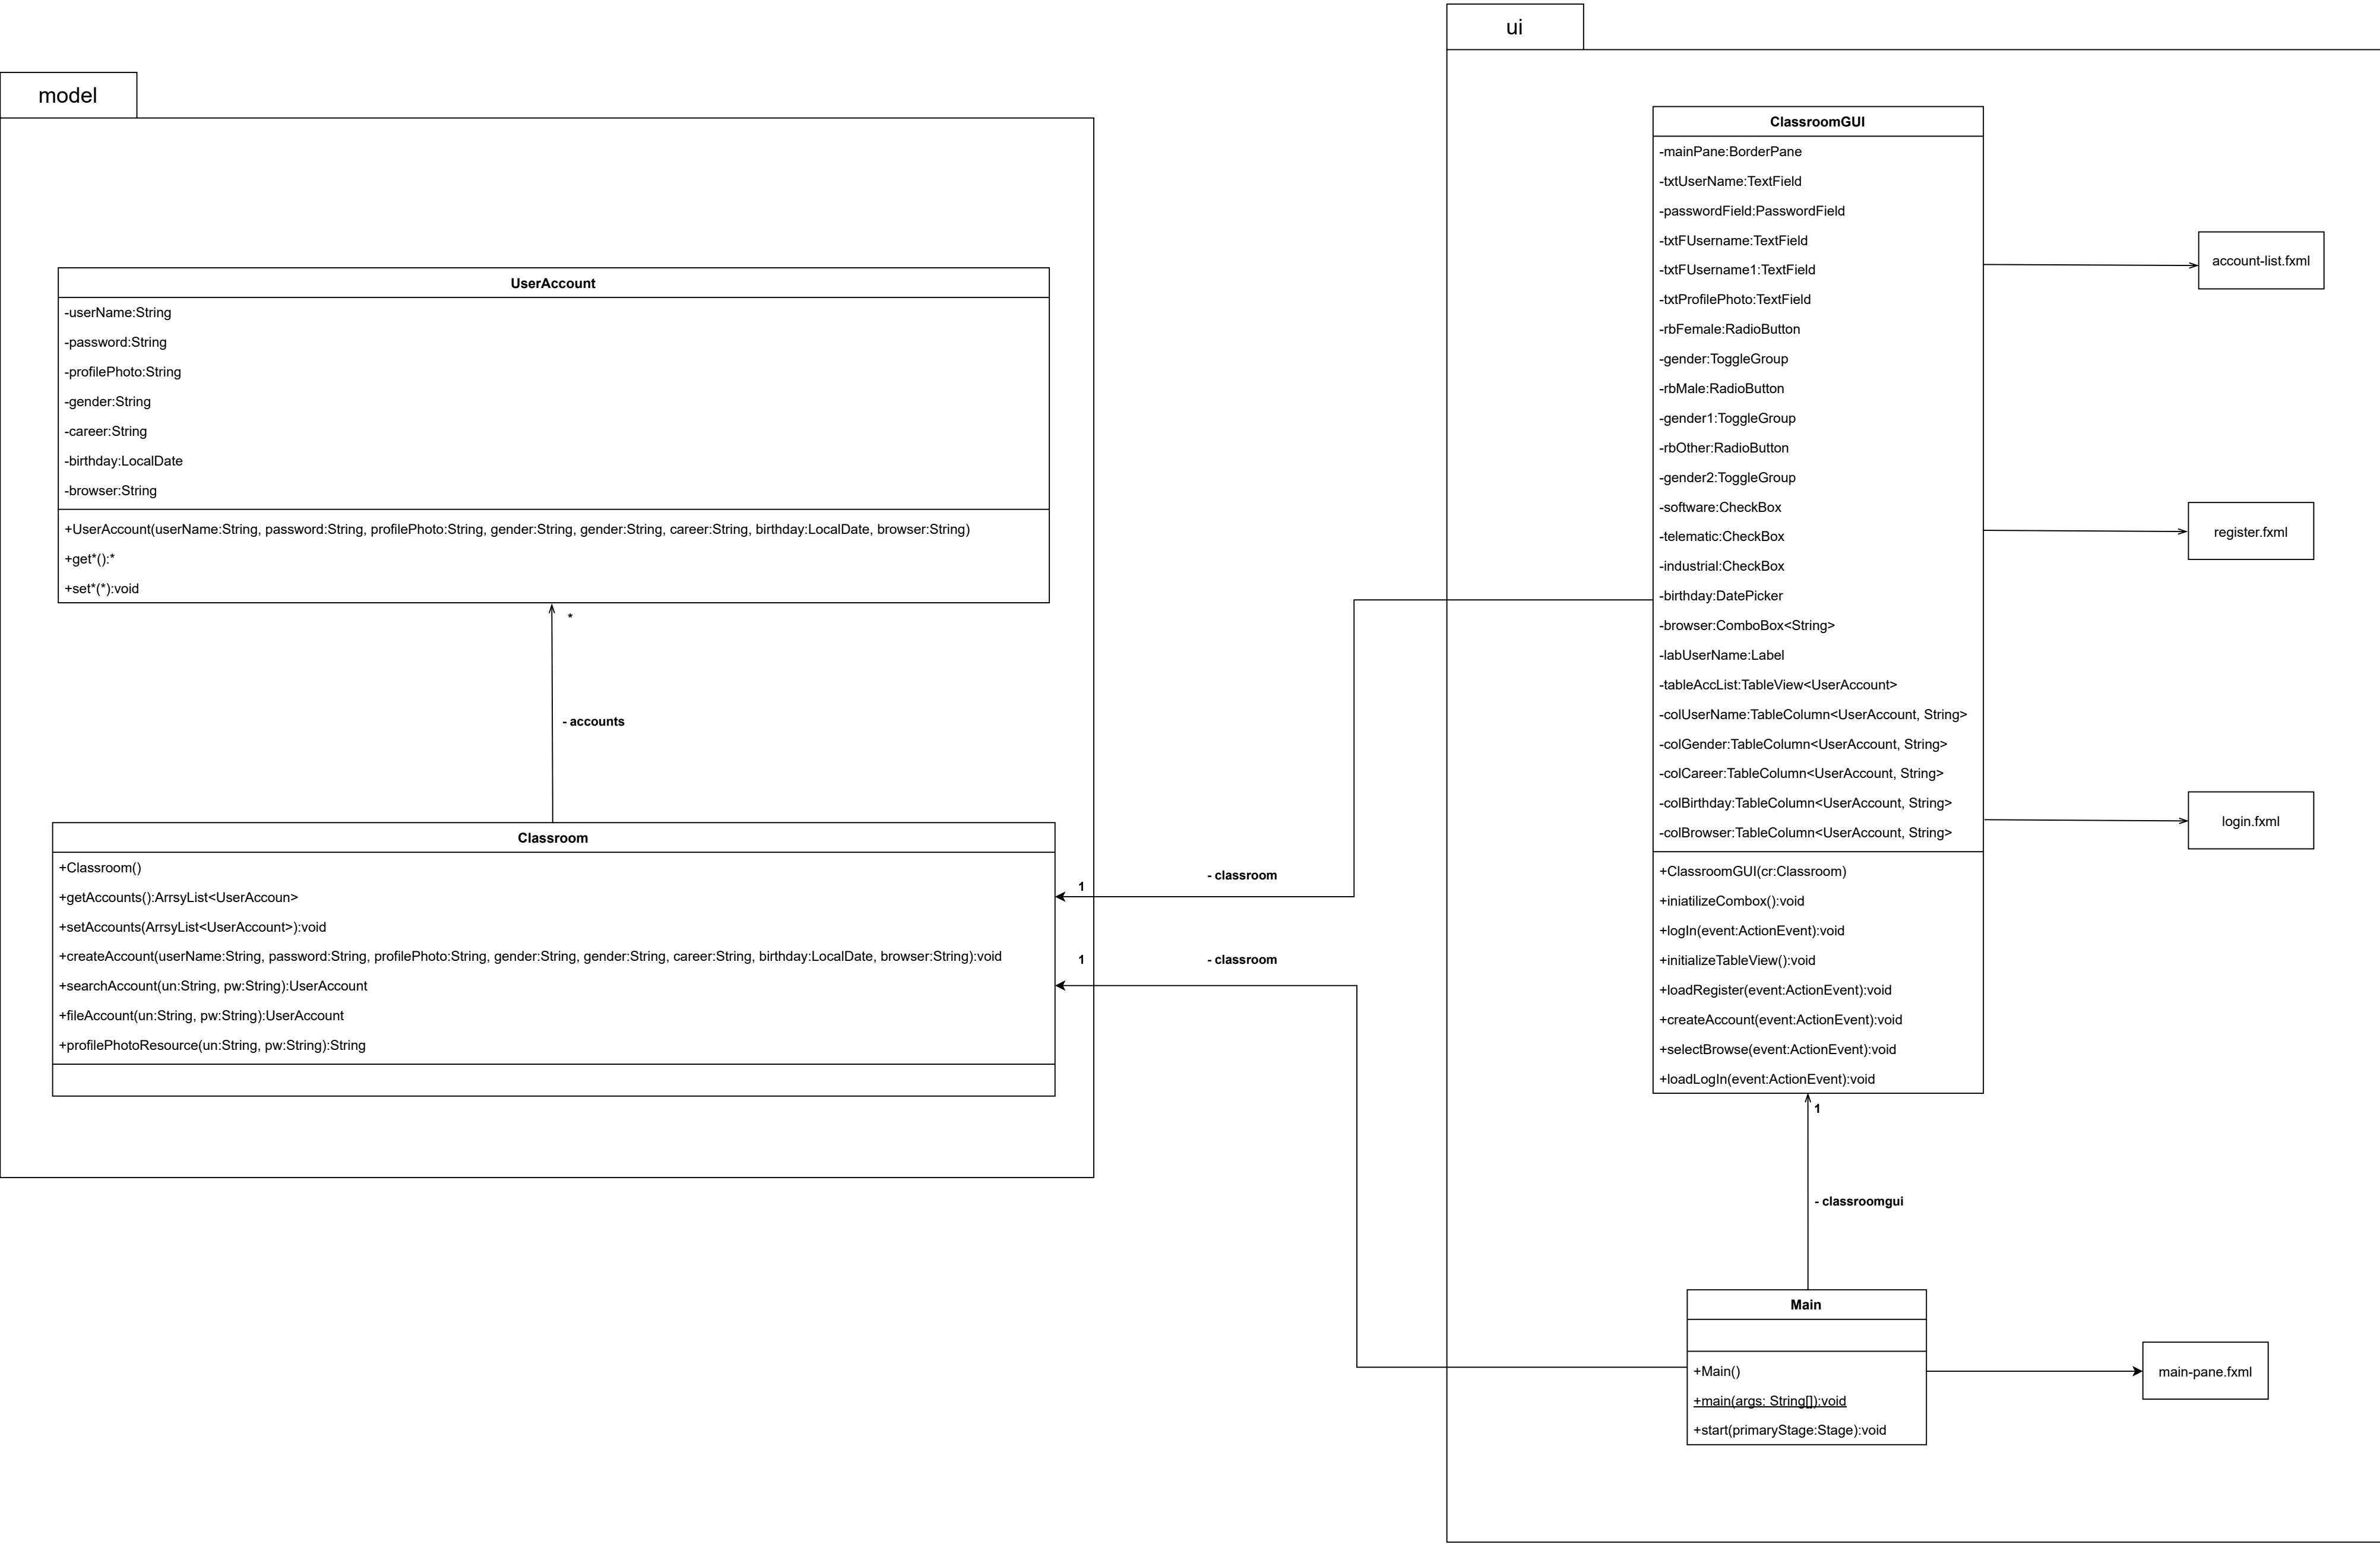 model
UserAccount
-userName:String
-password:String
-profilePhoto:String
-gender:String
-career:String
-birthday:LocalDate
-browser:String
+UserAccount(userName:String, password:String, profilePhoto:String, gender:String, gender:String, career:String, birthday:LocalDate, browser:String)
+get*():*
+set*(*):void
*
- accounts
Classroom
+Classroom()
+getAccounts():ArrsyList<UserAccoun>
+setAccounts(ArrsyList<UserAccount>):void
+createAccount(userName:String, password:String, profilePhoto:String, gender:String, gender:String, career:String, birthday:LocalDate, browser:String):void
+searchAccount(un:String, pw:String):UserAccount
+fileAccount(un:String, pw:String):UserAccount
+profilePhotoResource(un:String, pw:String):String
1
- classroom
1
- classroom
ui
ClassroomGUI
-mainPane:BorderPane
-txtUserName:TextField
-passwordField:PasswordField
-txtFUsername:TextField
-txtFUsername1:TextField
-txtProfilePhoto:TextField
-rbFemale:RadioButton
-gender:ToggleGroup
-rbMale:RadioButton
-gender1:ToggleGroup
-rbOther:RadioButton
-gender2:ToggleGroup
-software:CheckBox
-telematic:CheckBox
-industrial:CheckBox
-birthday:DatePicker
-browser:ComboBox<String>
-labUserName:Label
-tableAccList:TableView<UserAccount>
-colUserName:TableColumn<UserAccount, String>
-colGender:TableColumn<UserAccount, String>
-colCareer:TableColumn<UserAccount, String>
-colBirthday:TableColumn<UserAccount, String>
-colBrowser:TableColumn<UserAccount, String>
+ClassroomGUI(cr:Classroom)
+iniatilizeCombox():void
+logIn(event:ActionEvent):void
+initializeTableView():void
+loadRegister(event:ActionEvent):void
+createAccount(event:ActionEvent):void
+selectBrowse(event:ActionEvent):void
+loadLogIn(event:ActionEvent):void
account-list.fxml
register.fxml
login.fxml
1
- classroomgui
Main
+Main()
+main(args: String[]):void
+start(primaryStage:Stage):void
main-pane.fxml